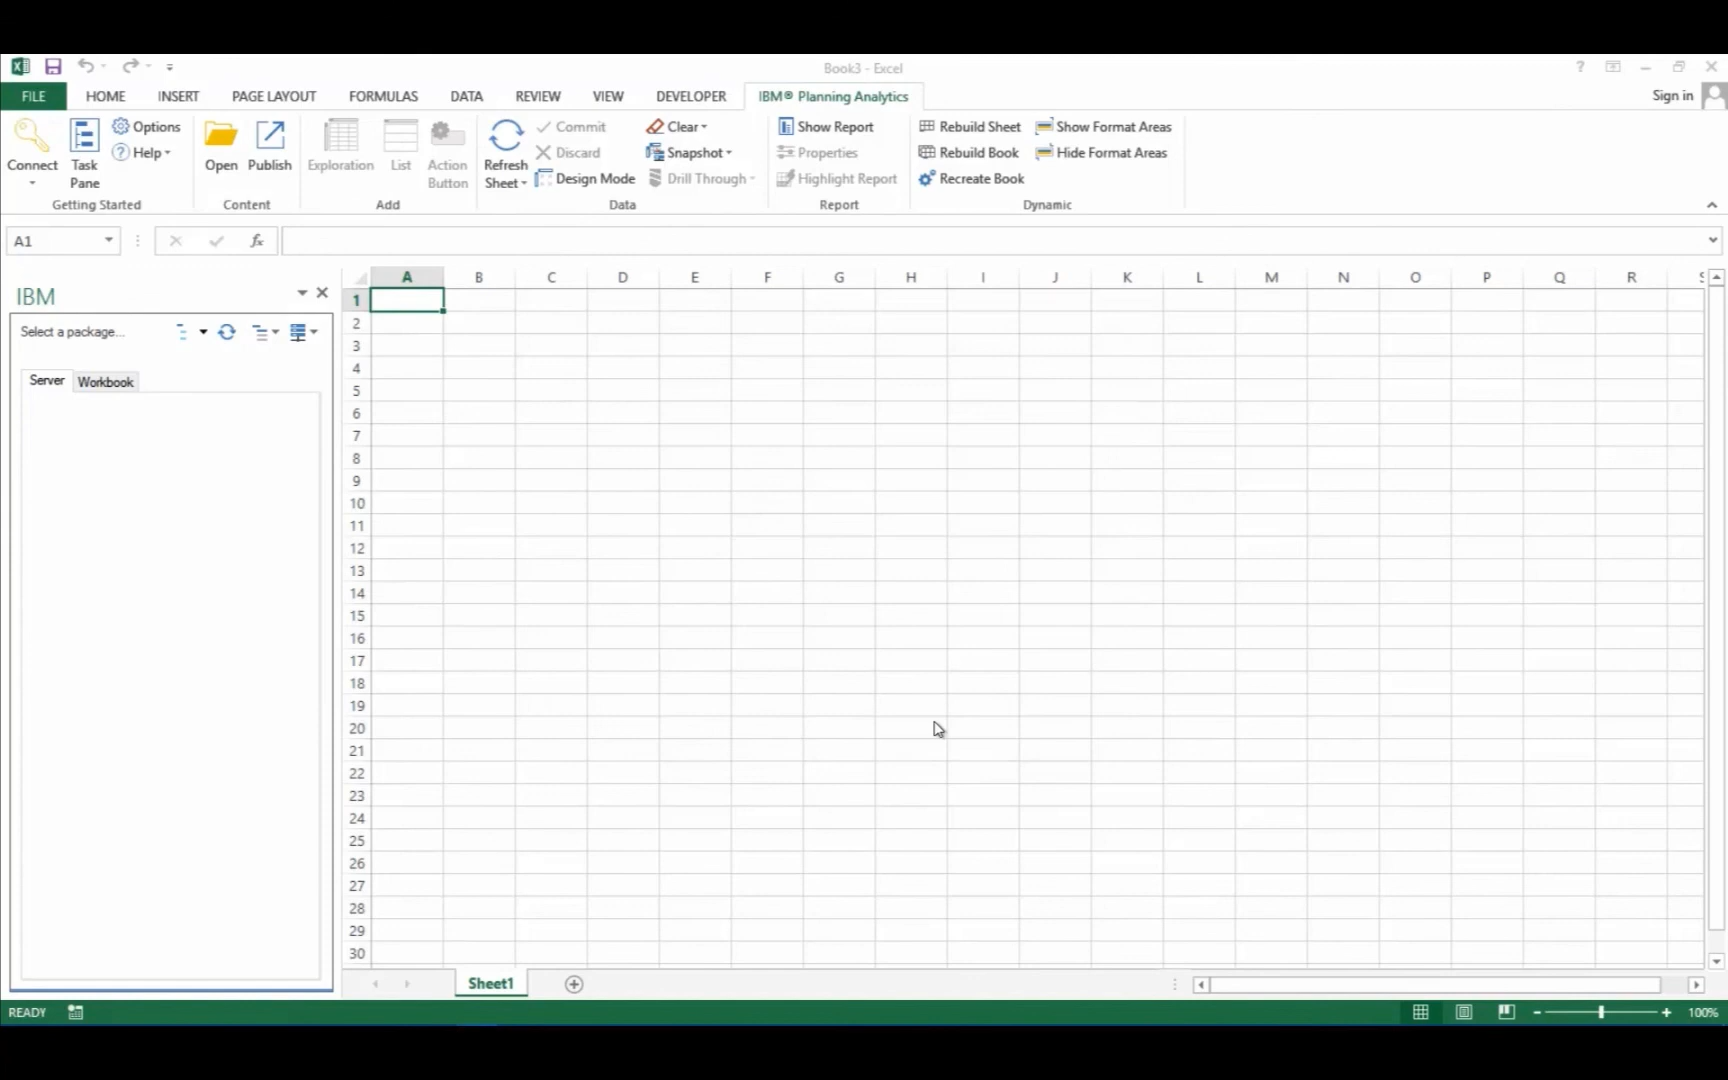 Book3 - Excel
FILE HOME INSERT PAGE LAYOUT FORMULAS DATA REVIEW VIEW DEVELOPER IBM® Planning Analytics Sign in
Connect
Task
Pane
Options
Help
Getting Started
Open
Publish
Content
Exploration
List
Action
Button
Add
Refresh
Sheet
Commit
Discard
Design Mode
Clear
Snapshot
Drill Through
Data
Show Report
Properties
Highlight Report
Report
Rebuild Sheet
Rebuild Book
Recreate Book
Show Format Areas
Hide Format Areas
Dynamic
A1
fx
IBM
Select a package...
Server Workbook
A B C D E F G H I J K L M N O P Q R S
1
2
3
4
5
6
7
8
9
10
11
12
13
14
15
16
17
18
19
20
21
22
23
24
25
26
27
28
29
30
Sheet1
READY
100%